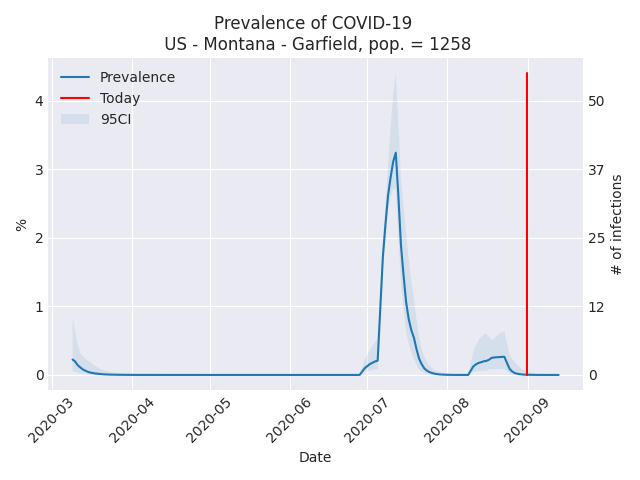 Prevalence of COVID-19
US - Montana - Garfield, pop. = 1258
Prevalence
Today
95CI
4
3
2
1
0
%
50
37
25
12
0
# of infections
2020-03
2020-04
2020-05
2020-06
2020-07
2020-08
2020-09
Date